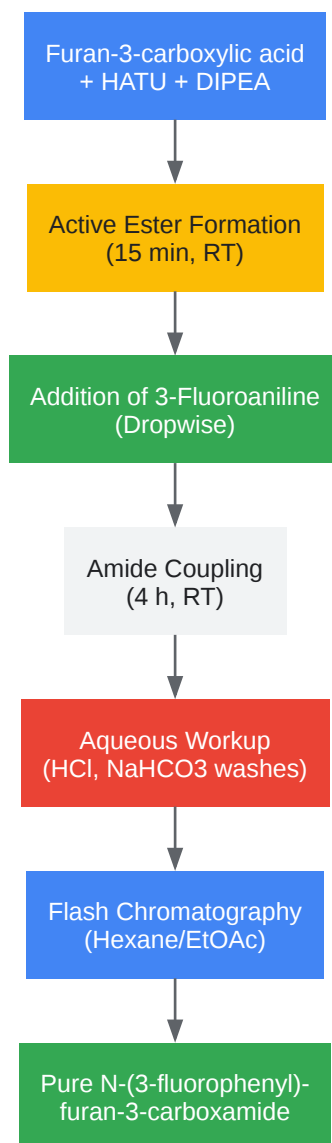 Furan-3-carboxylic acid
+ HATU + DIPEA
Active Ester Formation
(15 min, RT)
Addition of 3-Fluoroaniline
(Dropwise)
Amide Coupling
(4 h, RT)
Aqueous Workup
(HCl, NaHCO3 washes)
Flash Chromatography
(Hexane/EtOAc)
Pure N-(3-fluorophenyl)-
furan-3-carboxamide